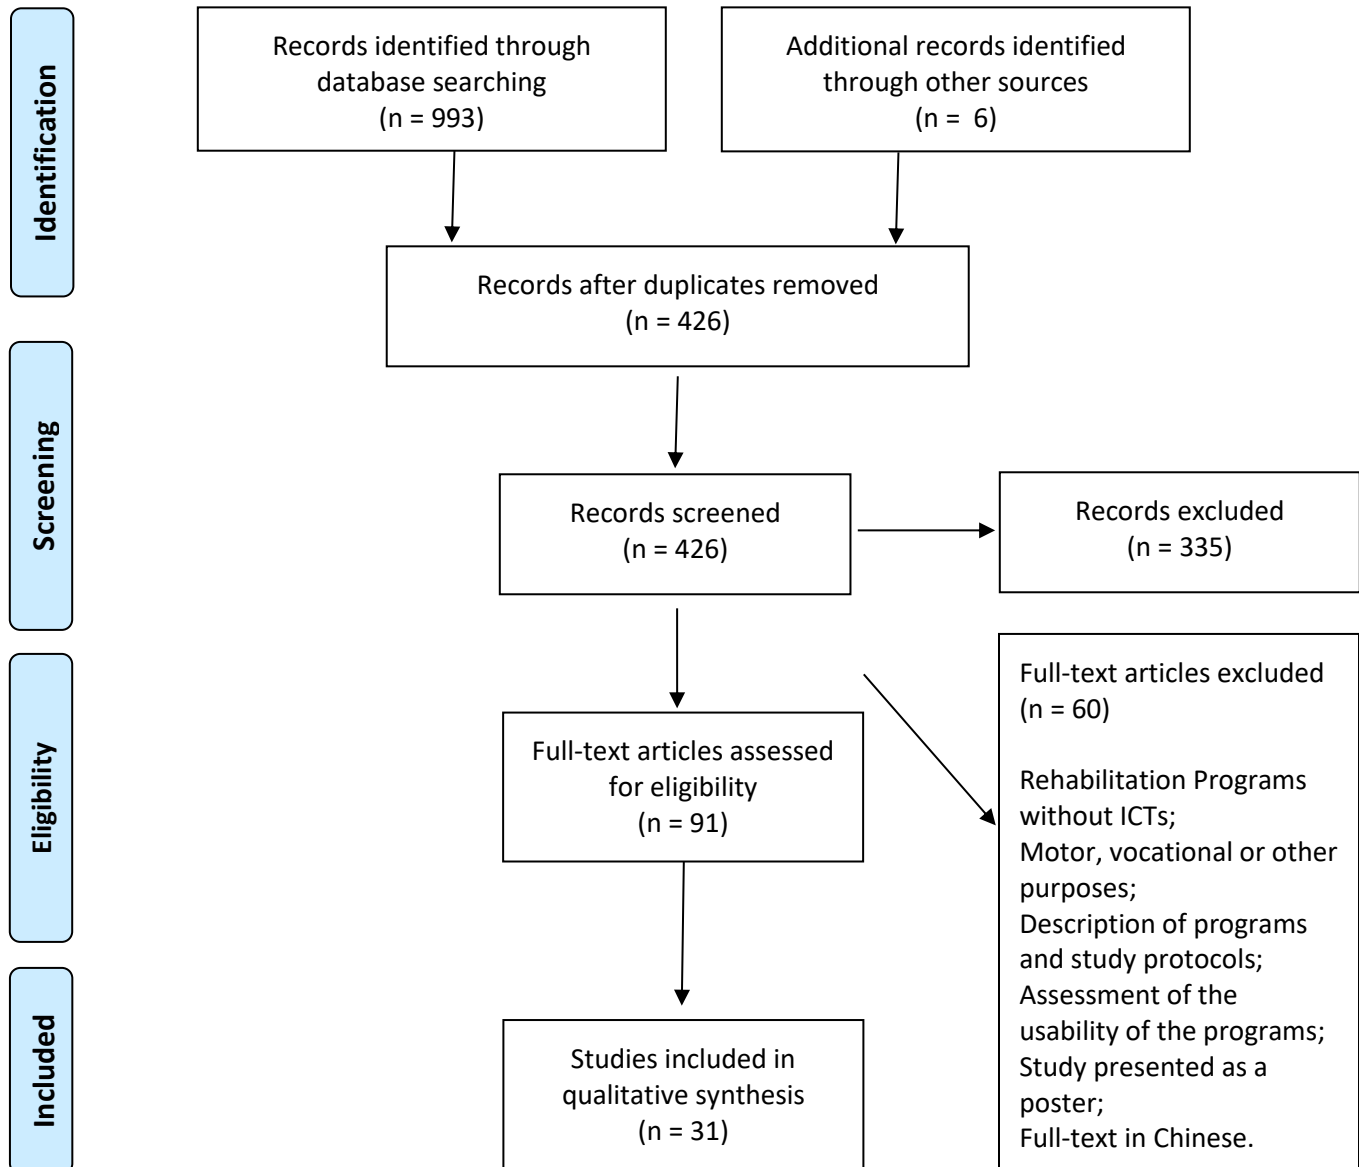 Identification
Records identified through
database searching
(n = 993)
Additional records identified
through other sources
(n = 6)
Records after duplicates removed
(n = 426)
Screening
Records screened
(n = 426)
Records excluded
(n = 335)
Eligibility
Full-text articles assessed
for eligibility
(n = 91)
Full-text articles excluded
(n = 60)
Rehabilitation Programs
without ICTs;
Motor, vocational or other
purposes;
Description of programs
and study protocols;
Assessment of the
usability of the programs;
Study presented as a
poster;
Full-text in Chinese.
Included
Studies included in
qualitative synthesis
(n = 31)